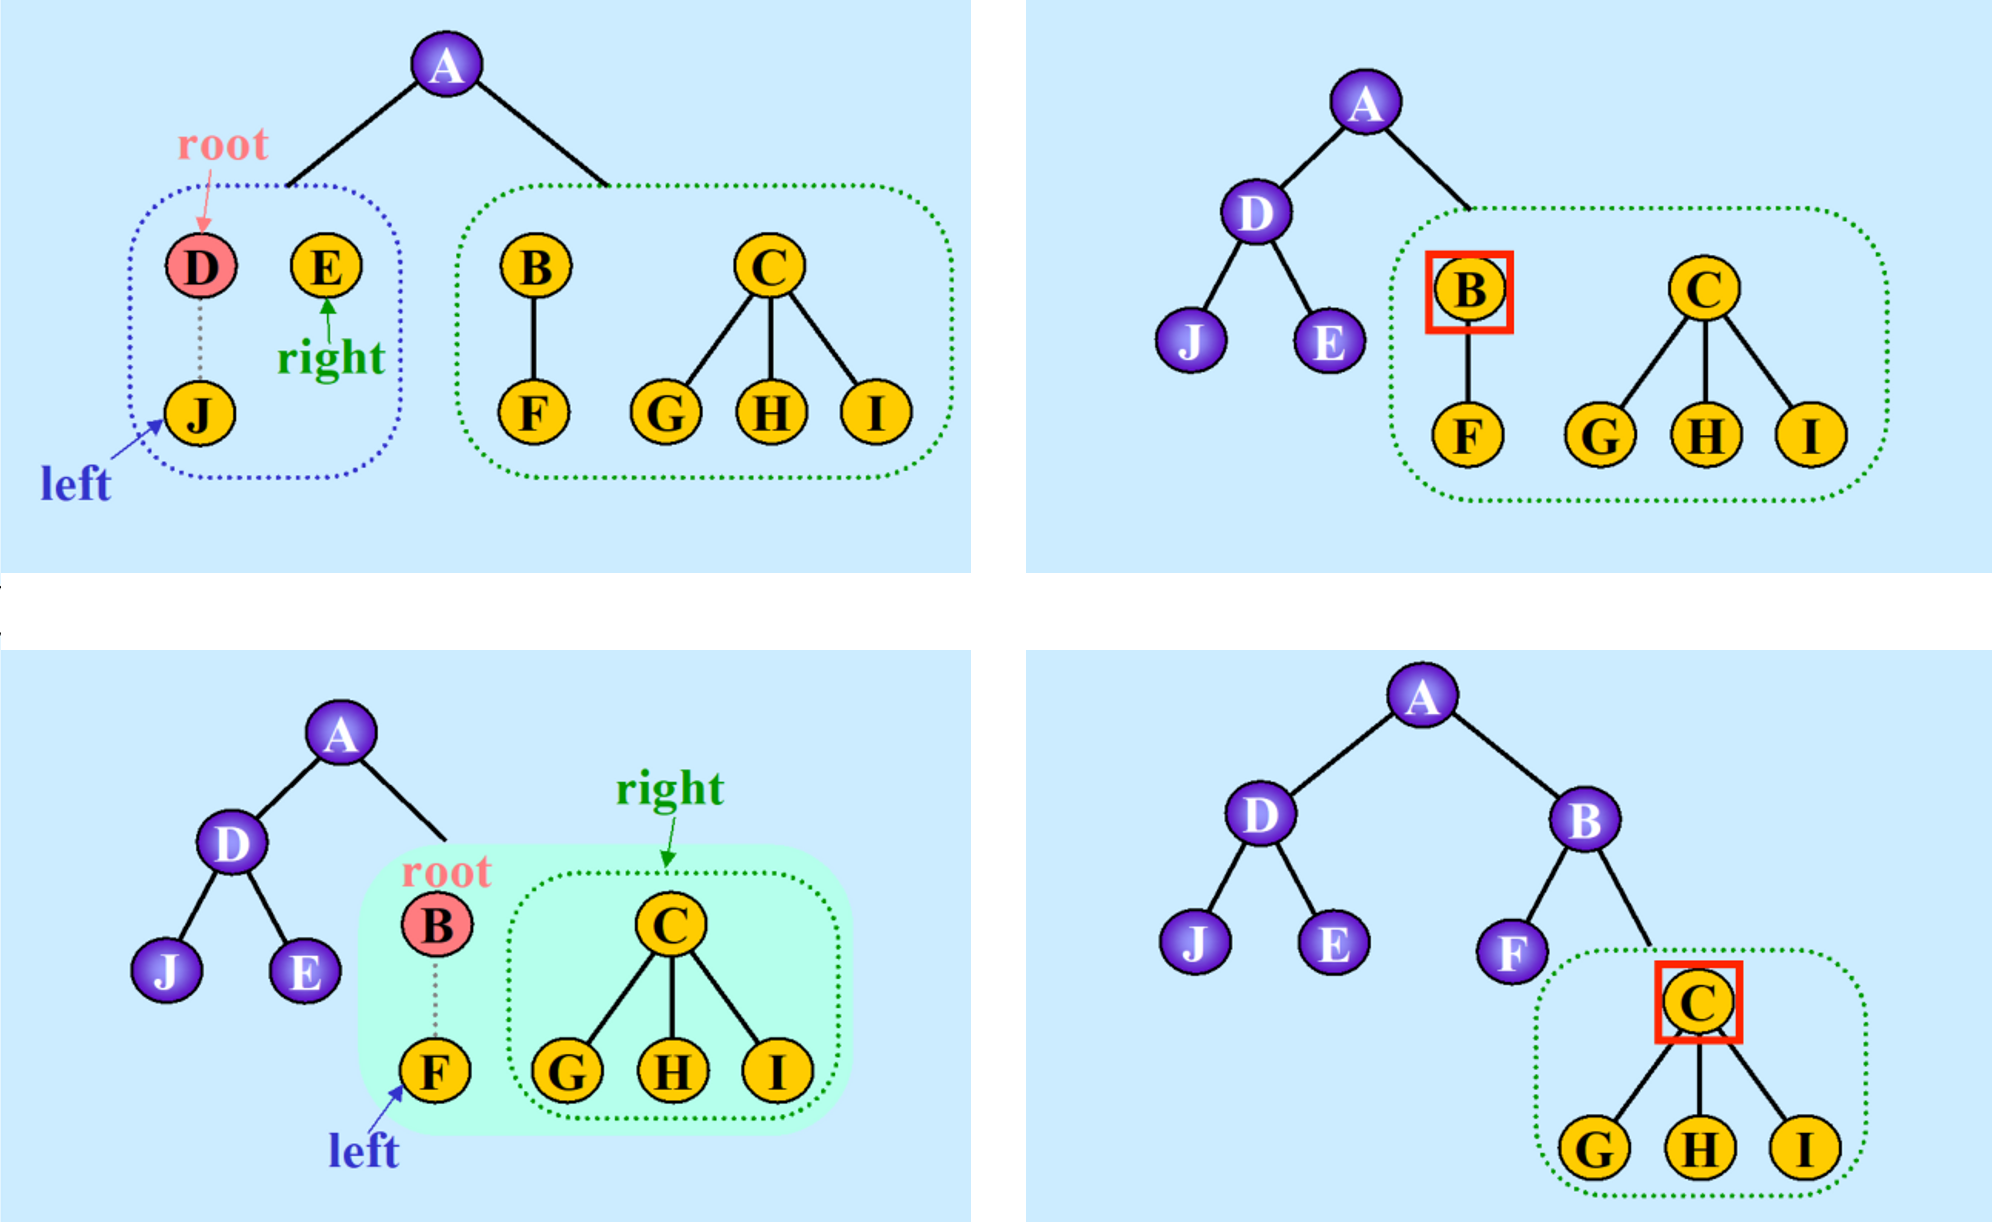 A
root
D E B C
right
J F G H I
left
A
D
B C
J E
F G H I
A
right
D
root
B C
J E
F G H I
left
A
D B
J E F
C
G H I